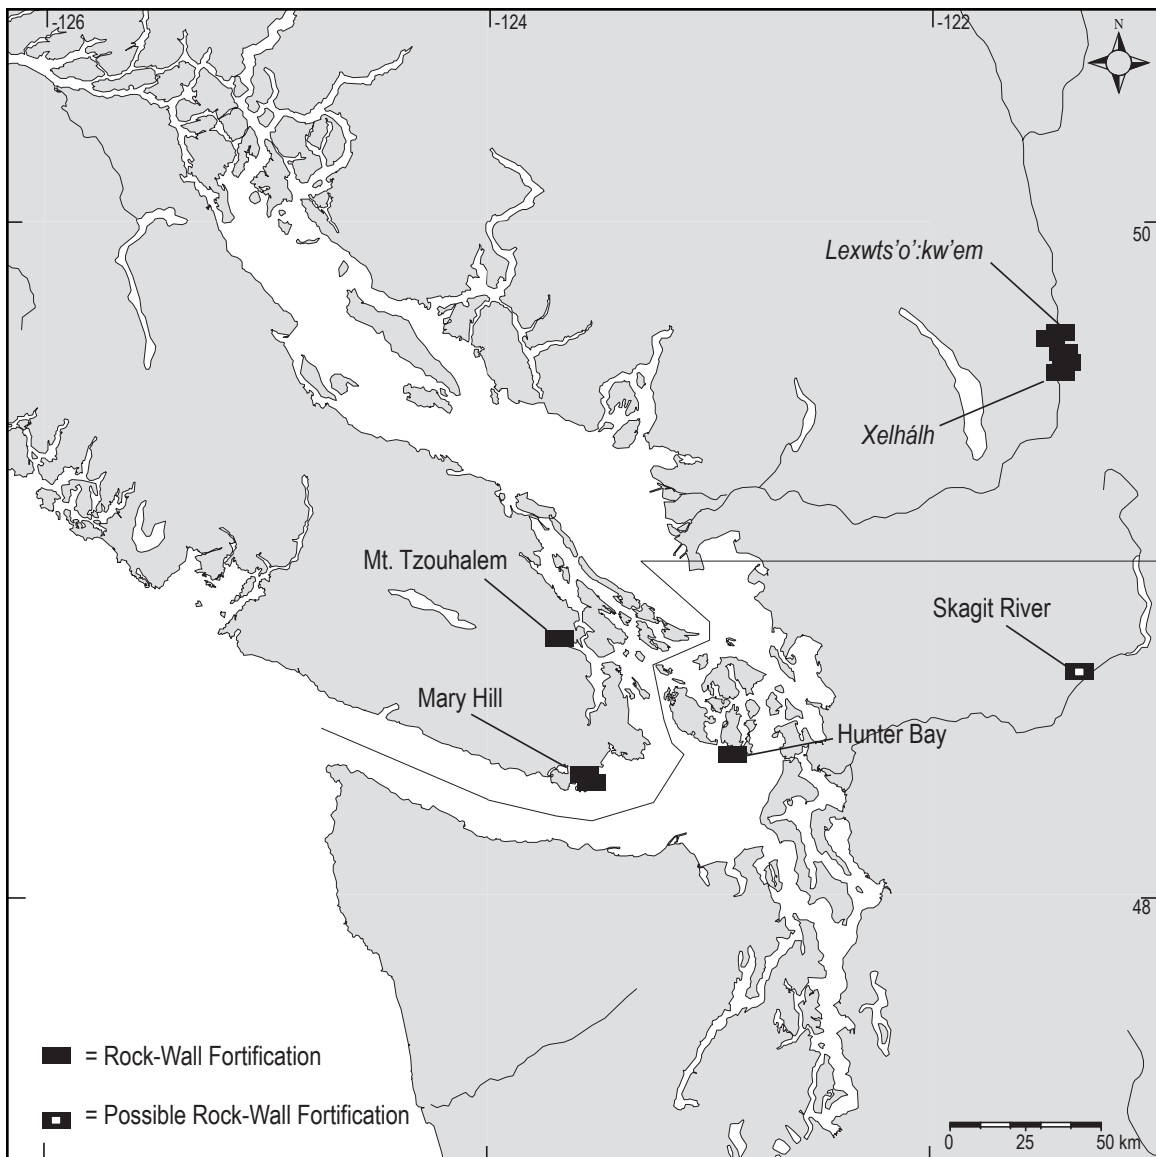 -126
-124
-122
N
50
Lexwts’o’:kw’em
Xelhálh
Mt. Tzouhalem
Skagit River
Mary Hill
Hunter Bay
48
= Rock-Wall Fortification
= Possible Rock-Wall Fortification
0 25 50 km